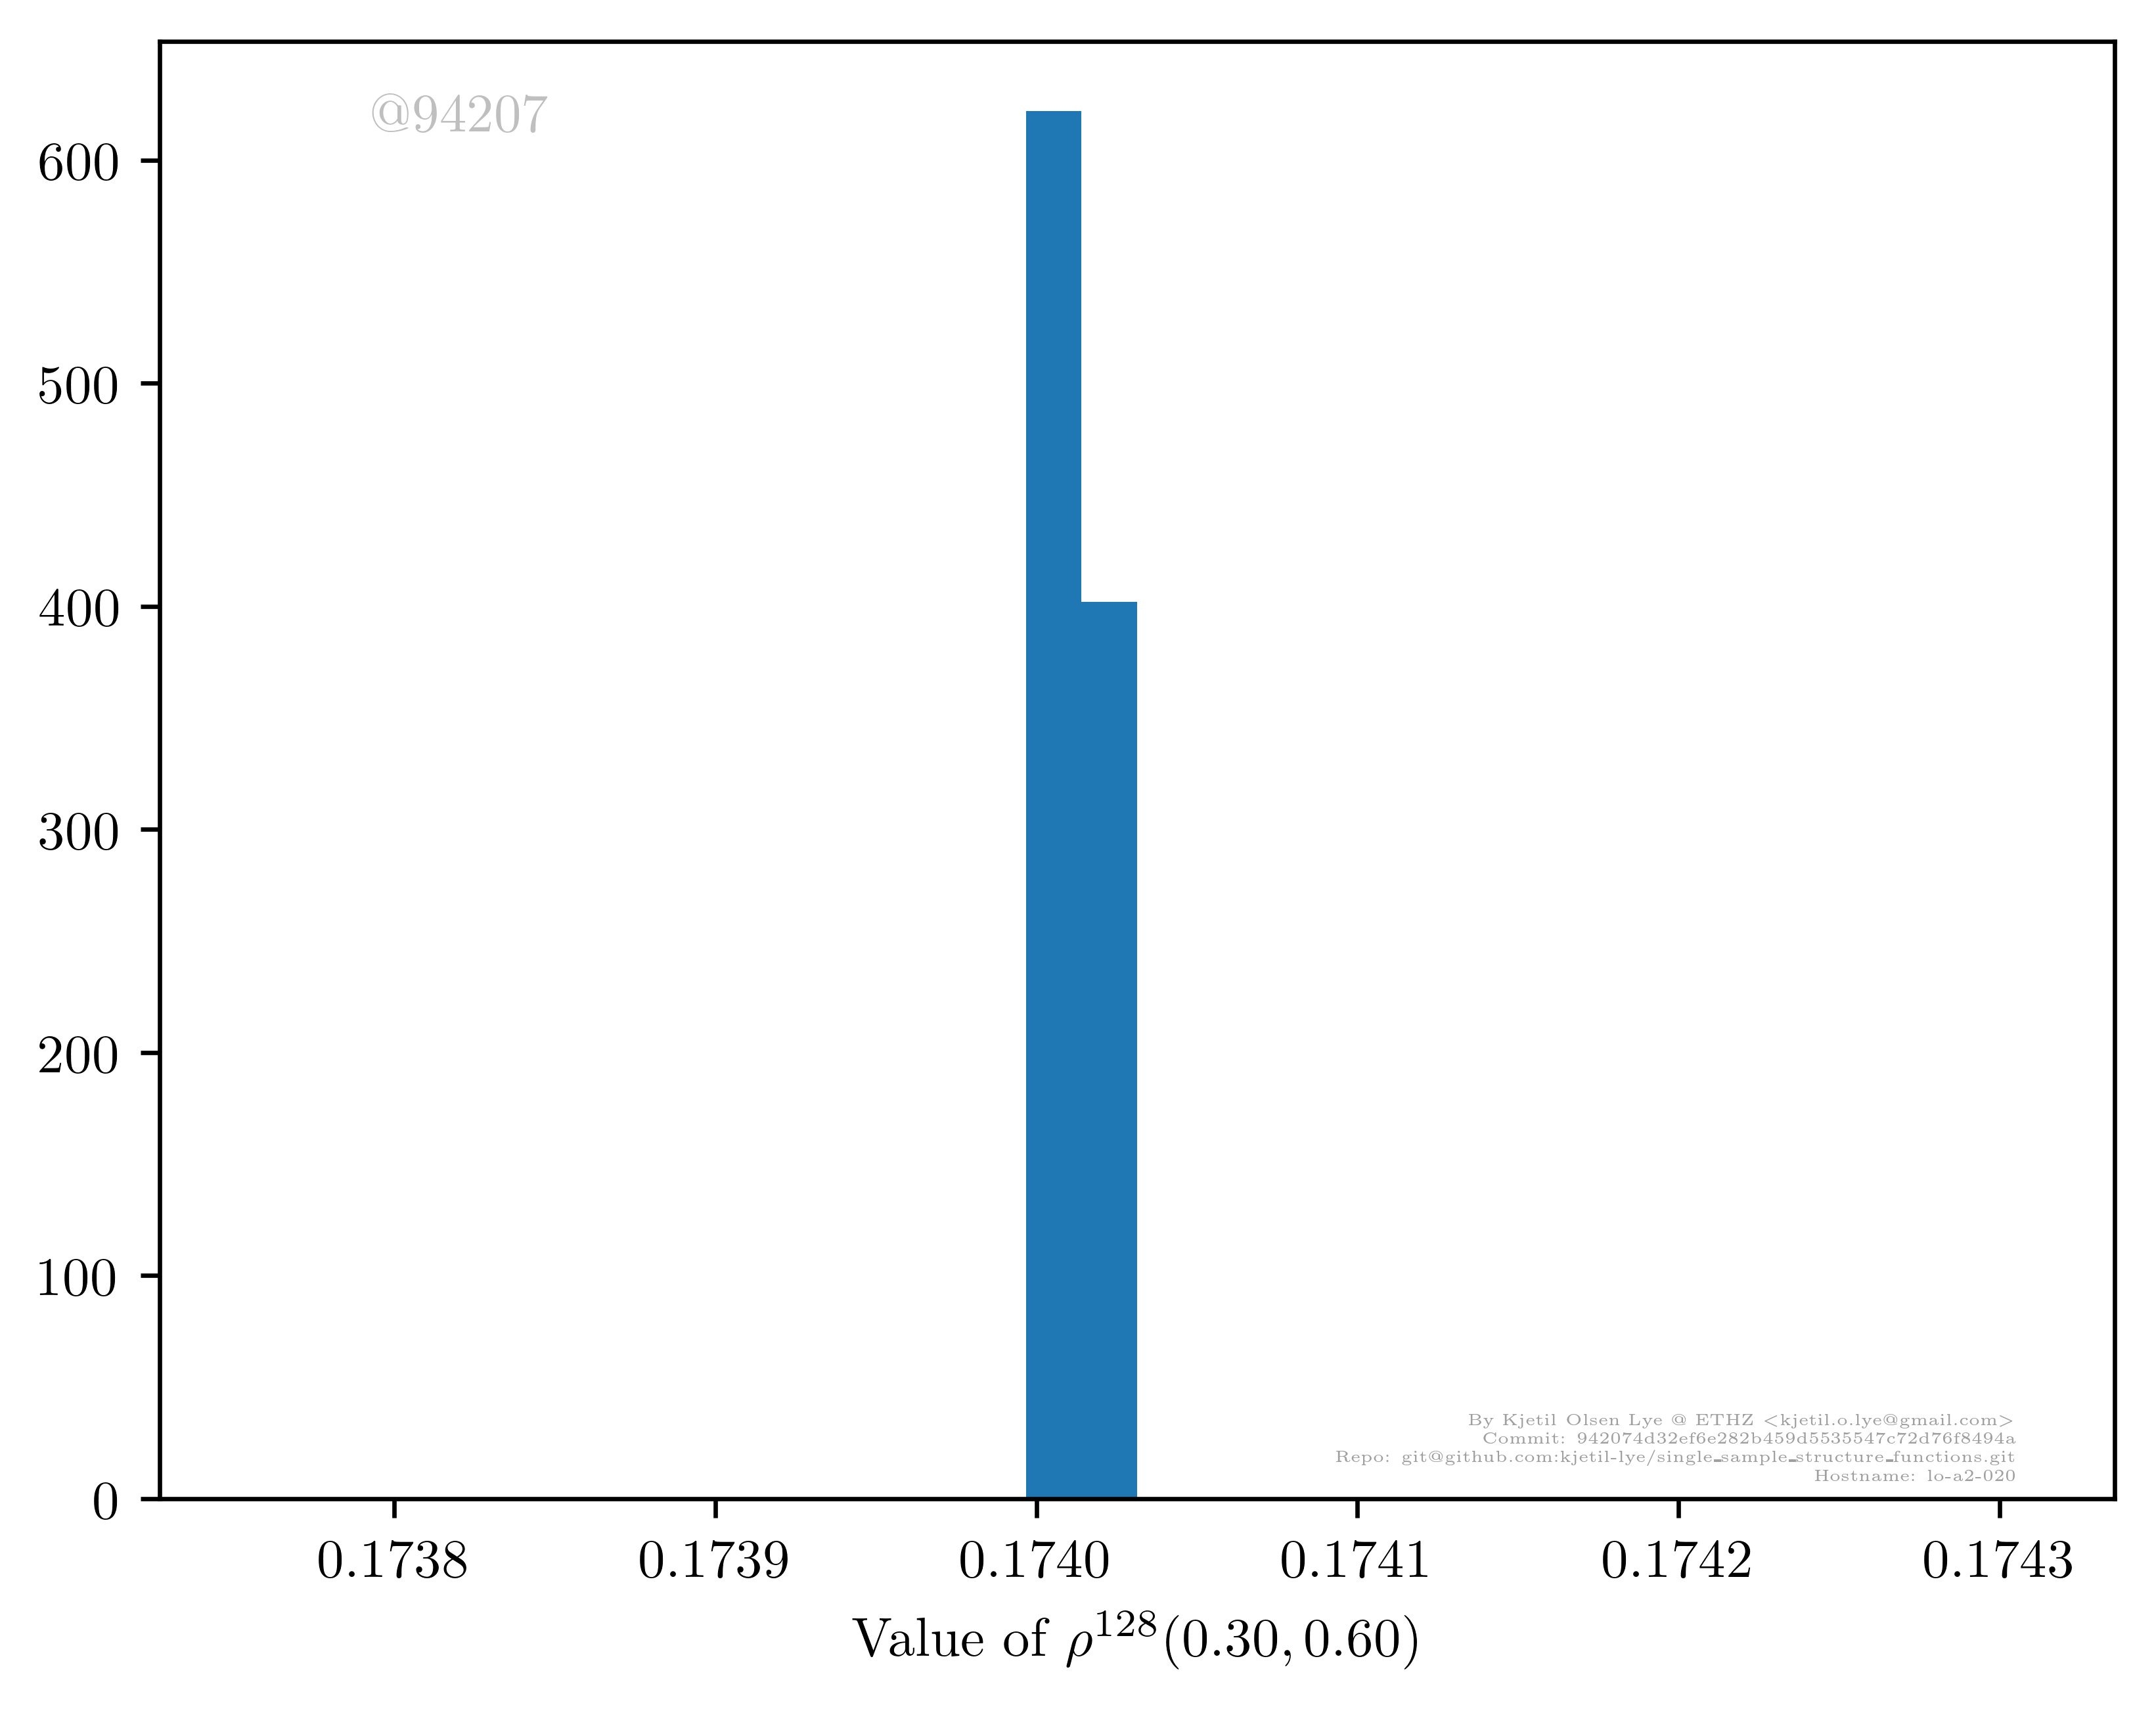 @94207
600
500
400
300
200
100
0
By Kjetil Olsen Lye @ ETHZ <kjetil.o.lye@gmail.com>
Commit: 942074d32ef6e282b459d5535547c72d76f8494a
Repo: git@github.com:kjetil-lye/single_sample_structure_functions.git
Hostname: lo-a2-020
0.1738 0.1739 0.1740 0.1741 0.1742 0.1743
Value of ρ¹²⁸(0.30, 0.60)